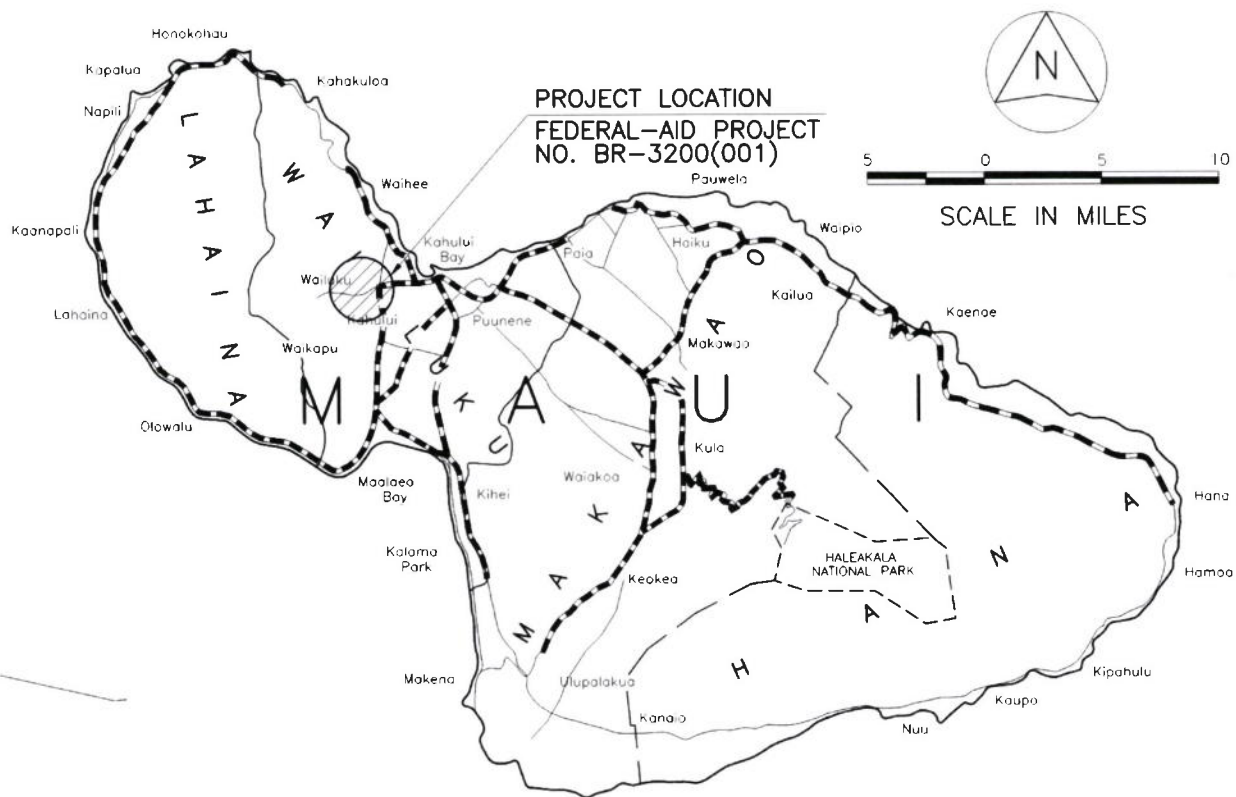 Honokohau
Kapalua
Kahakuloa
Napili
PROJECT LOCATION
FEDERAL-AID PROJECT
NO. BR-3200(001)
N
5 0 5 10
SCALE IN MILES
Pauwela
Waihee
Waipio
Kaanapali
Kahului
Bay
Paia
Haiku
Wailuku
Kailua
Kaenae
Lahaina
Kahului
Puunene
Waikapu
Makawao
LAHAINA
WAILUKU
MAUI
MAKAWAO
HANA
Olowalu
Kula
Maalaea
Bay
Kihei
Waiakoa
Hana
Kalama
Park
HALEAKALA
NATIONAL PARK
Keokea
Hamoa
Makena
Ulupalakua
Kipahulu
Kanaio
Kaupo
Nuu